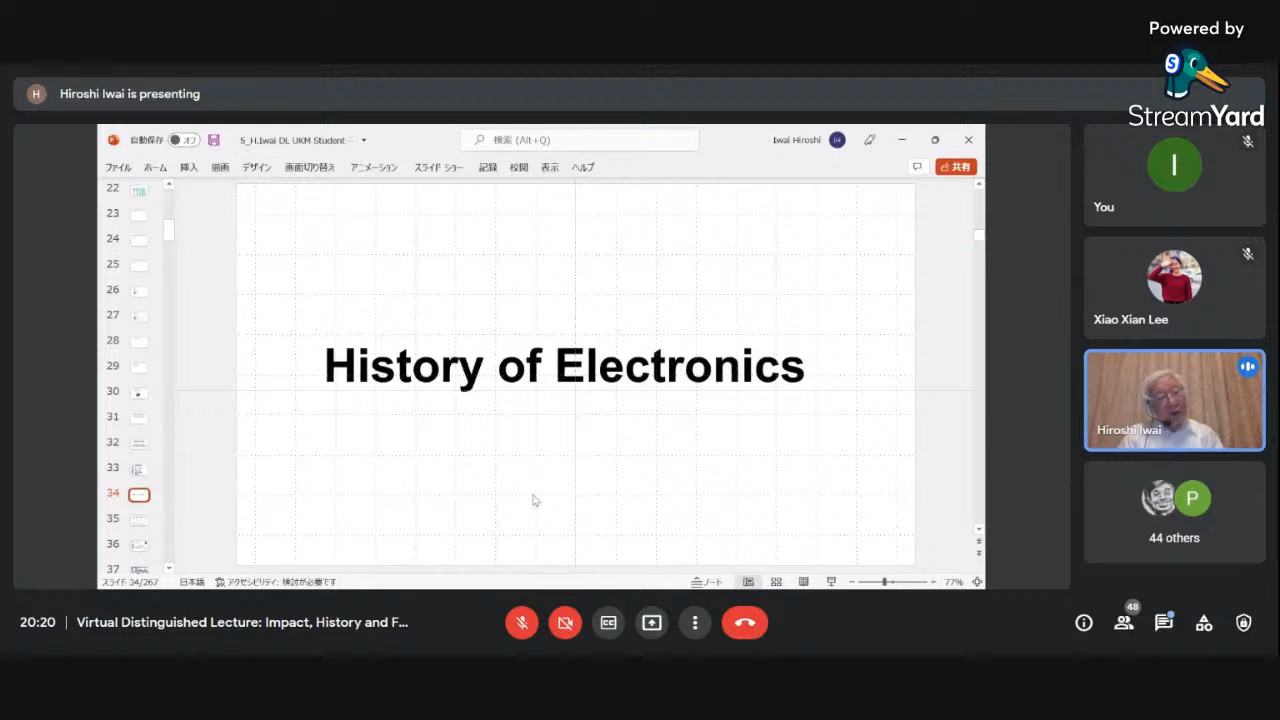 Powered by
S
StreamYard
H
Hiroshi Iwai is presenting
自動保存
オフ
5_H.Iwai DL UKM Student…
検索 (Alt+Q)
Iwai Hiroshi
ファイル ホーム 挿入 描画 デザイン 画面切り替え アニメーション スライド ショー 記録 校閲 表示 ヘルプ
共有
22
23
24
25
26
27
28
29
30
31
32
33
34
35
36
37
History of Electronics
スライド 34/267 日本語 アクセシビリティ: 検討が必要です
ノート
77%
I
You
Xiao Xian Lee
Hiroshi Iwai
P
44 others
20:20 | Virtual Distinguished Lecture: Impact, History and F...
CC
48